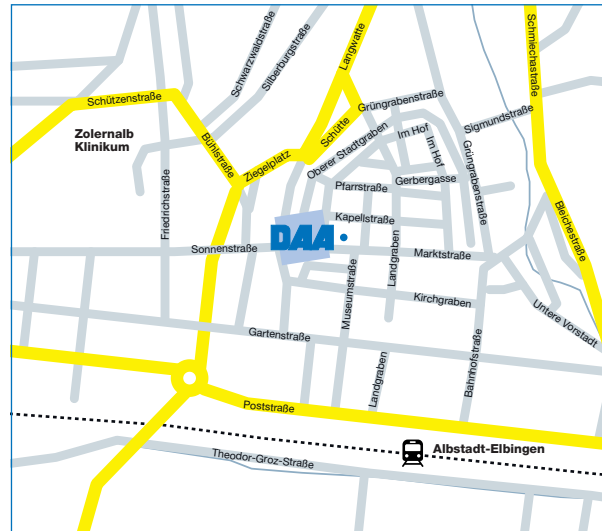 Schwarzwaldstraße
Silberburgstraße
Langwatte
Schmiechastraße
Schützenstraße
Grüngrabenstraße
Sigmundstraße
Zolernalb
Klinikum
Bühlstraße
Schütte
Oberer Stadtgraben
Im Hof
Im Hof
Grüngrabenstraße
Ziegelplatz
Pfarrstraße
Gerbergasse
Friedrichstraße
Kapellstraße
Bleichestraße
DAA
Sonnenstraße
Marktstraße
Landgraben
Museumstraße
Kirchgraben
Untere Vorstadt
Gartenstraße
Bahnhofstraße
Landgraben
Poststraße
Albstadt-Elbingen
Theodor-Groz-Straße